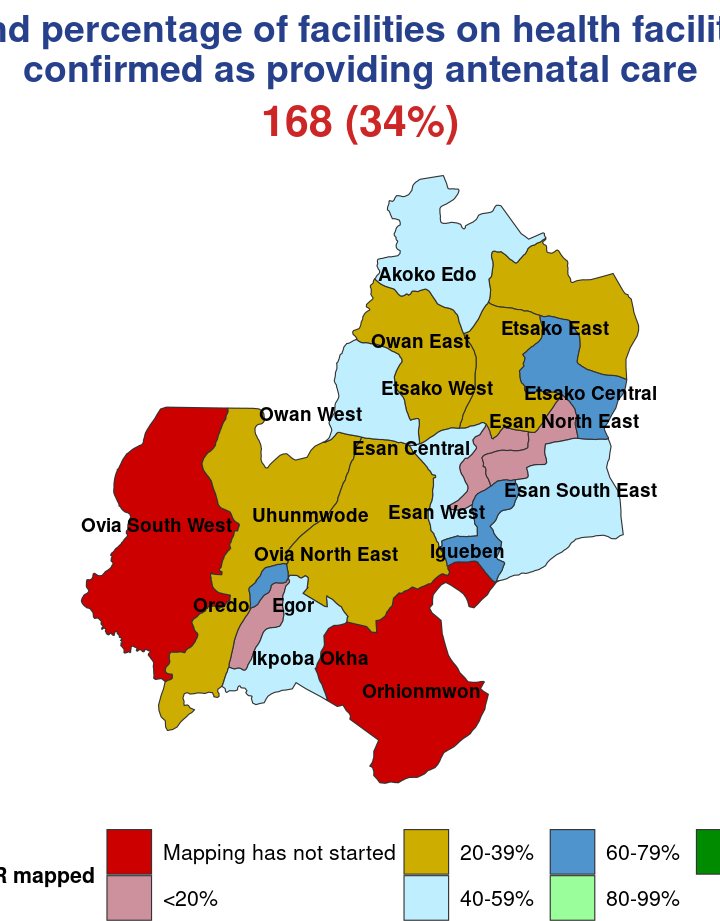 percentage of facilities on health
confirmed as providing antenatal care
168 (34%)
Akoko Edo
Etsako East
Owan East
Etsako West
Etsako Central
Owan West
Esan North East
Esan Central
Esan South East
Esan West
Uhunmwode
Ovia South West
Igueben
Ovia North East
Oredo
Egor
Ikpoba Okha
Orhionmwon
Mapping has not started
20-39%
60-79%
mapped
<20%
40-59%
80-99%